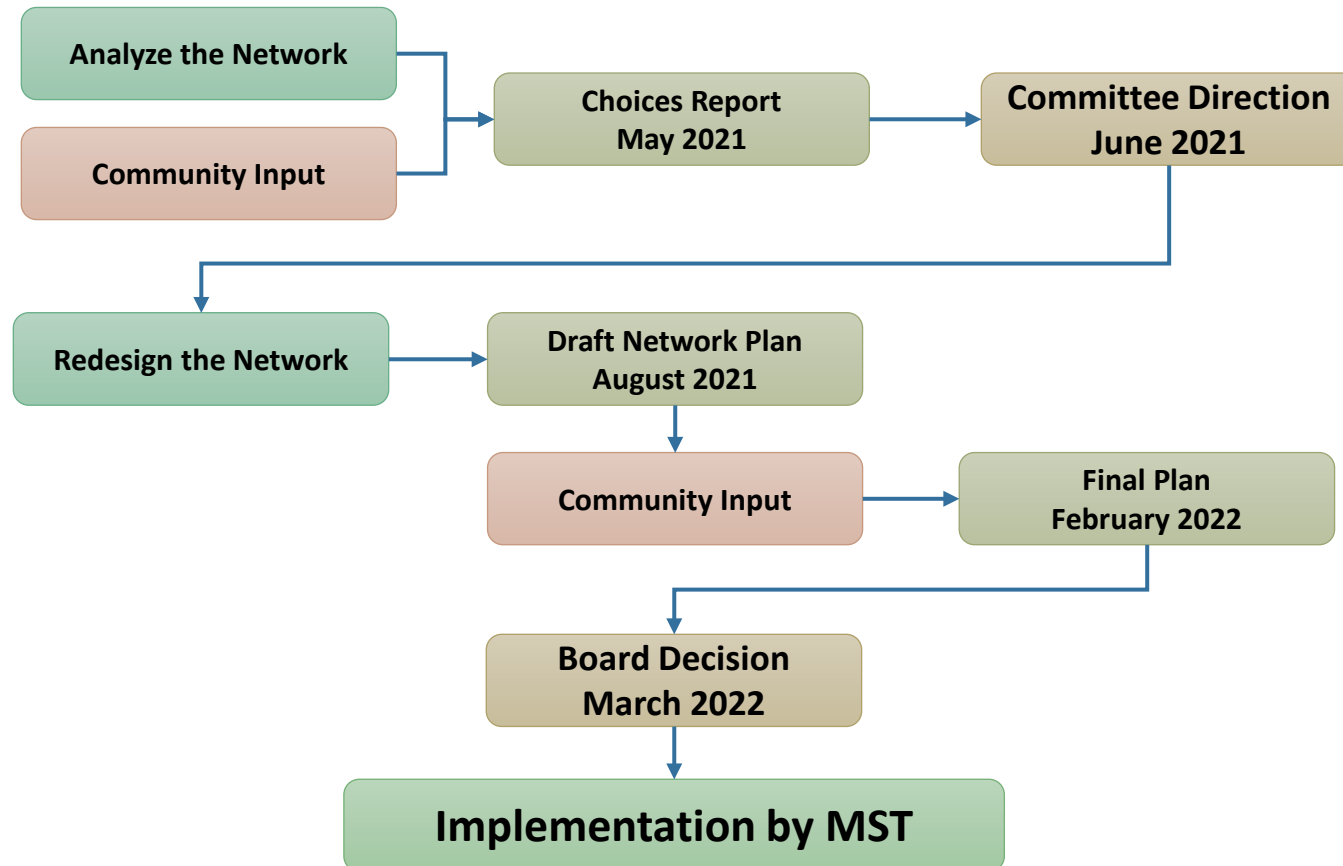 Analyze the Network
Community Input
Choices Report
May 2021
Committee Direction
June 2021
Redesign the Network
Draft Network Plan
August 2021
Community Input
Final Plan
February 2022
Board Decision
March 2022
Implementation by MST